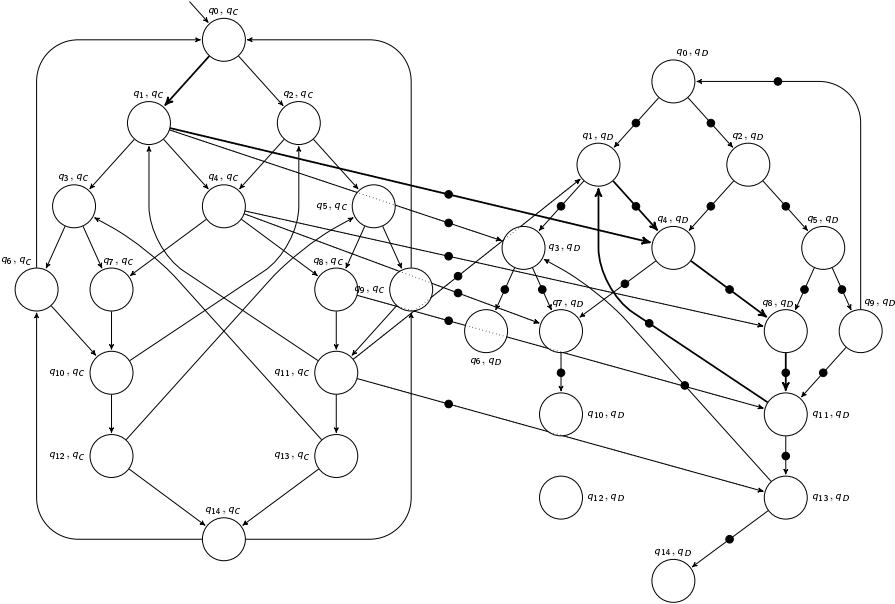 q0, qC
q0, qD
q1, qC
q2, qC
q1, qD
q2, qD
q3, qC
q4, qC
q5, qC
q4, qD
q5, qD
q3, qD
q6, qC
q7, qC
q8, qC
q9, qC
q7, qD
q8, qD
q9, qD
q6, qD
q10, qC
q11, qC
q10, qD
q11, qD
q12, qC
q13, qC
q12, qD
q13, qD
q14, qC
q14, qD